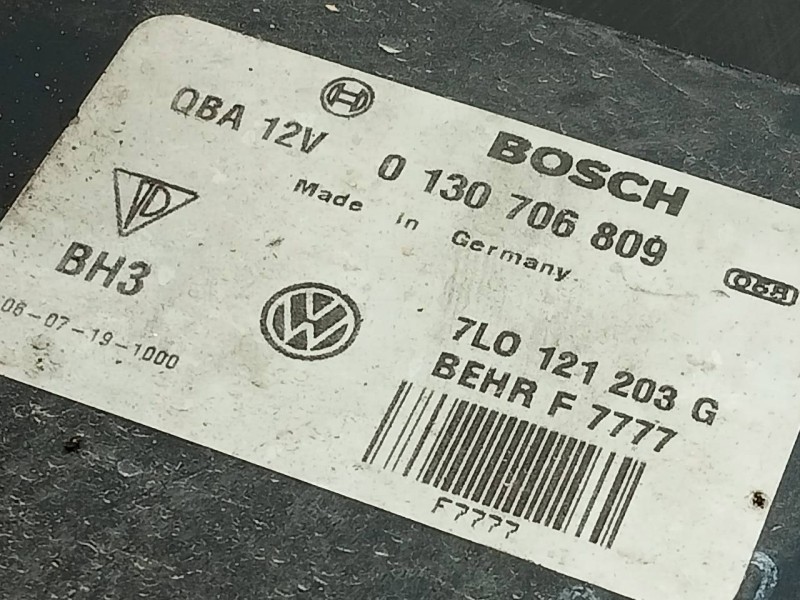 BOSCH
QBA 12V 0 130 706 809
Made in Germany
BH3
06-07-19-1000
7L0 121 203 G
BEHR F 7777
F7777